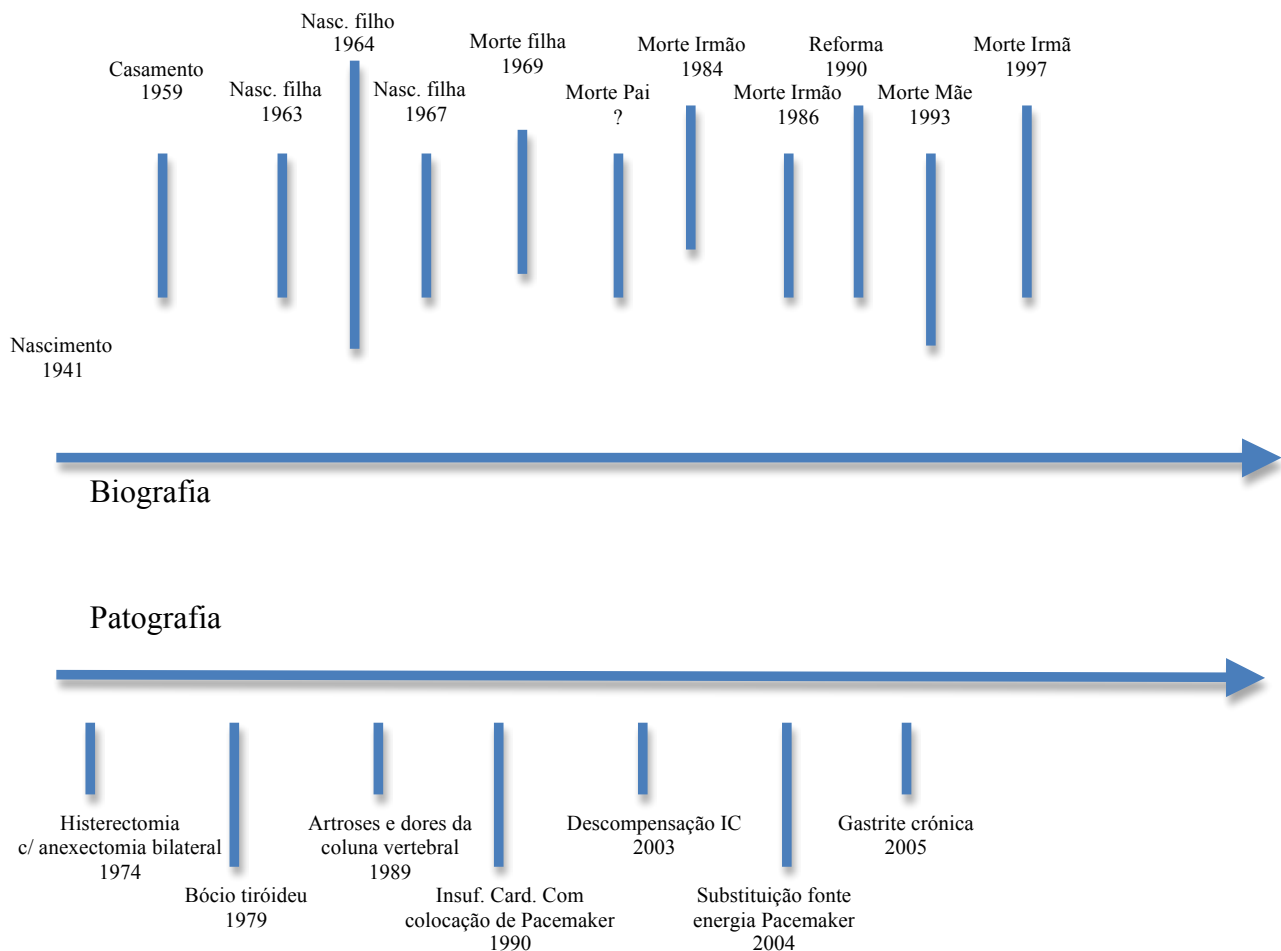 Nascimento
1941
Casamento
1959
Nasc. filha
1963
Nasc. filho
1964
Nasc. filha
1967
Morte filha
1969
Morte Pai
?
Morte Irmão
1984
Morte Irmão
1986
Reforma
1990
Morte Mãe
1993
Morte Irmã
1997
Biografia
Patografia
Histerectomia
c/ anexectomia bilateral
1974
Bócio tiróideu
1979
Artroses e dores da
coluna vertebral
1989
Insuf. Card. Com
colocação de Pacemaker
1990
Descompensação IC
2003
Substituição fonte
energia Pacemaker
2004
Gastrite crónica
2005